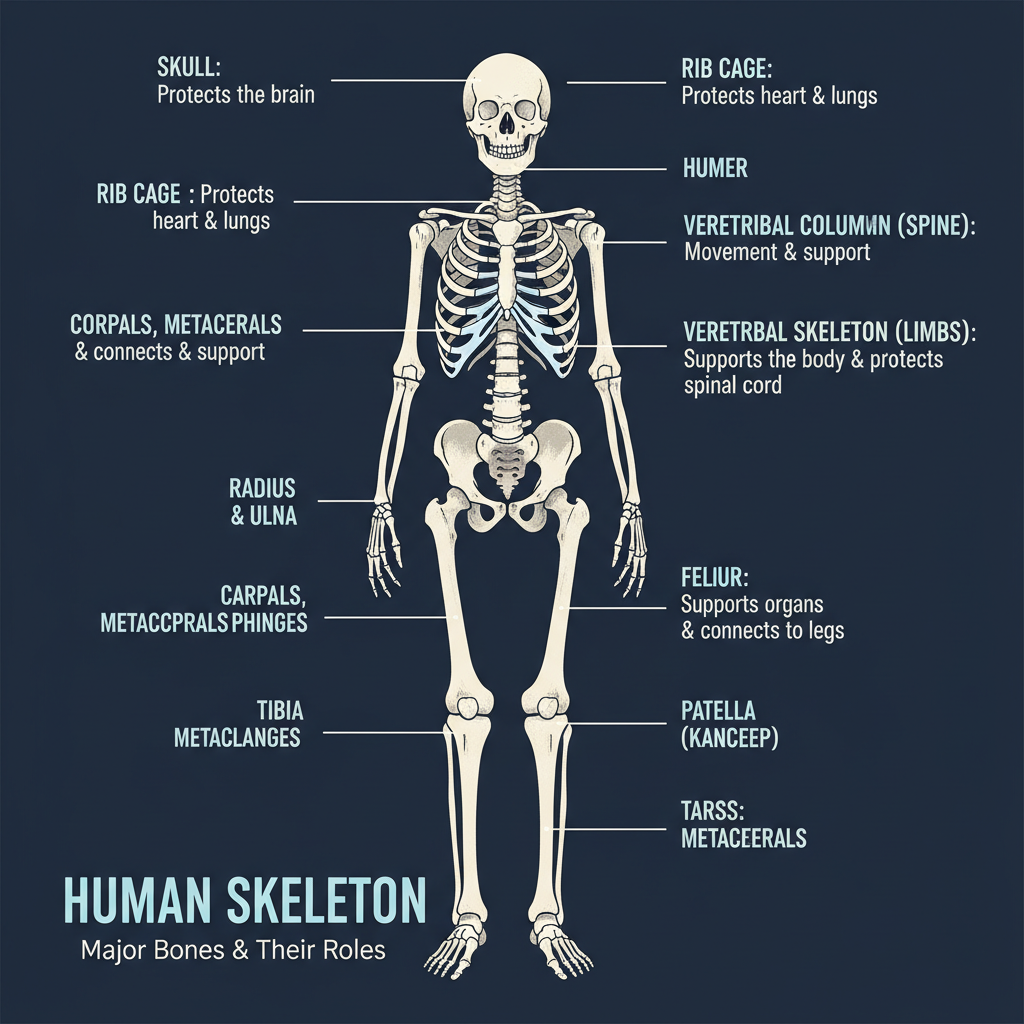 SKULL:
Protects the brain
RIB CAGE:
Protects heart & lungs
HUMER
RIB CAGE : Protects
heart & lungs
VERETRIBAL COLUMIN (SPINE):
Movement & support
CORPALS, METACERALS
& connects & support
VERETRBAL SKELETON (LIMBS):
Supports the body & protects
spinal cord
RADIUS
& ULNA
FELIUR:
Supports organs
& connects to legs
CARPALS,
METACCPRALS PHINGES
TIBIA
METACLANGES
PATELLA
(KANCEEP)
TARSS:
METACEERALS
HUMAN SKELETON
Major Bones & Their Roles